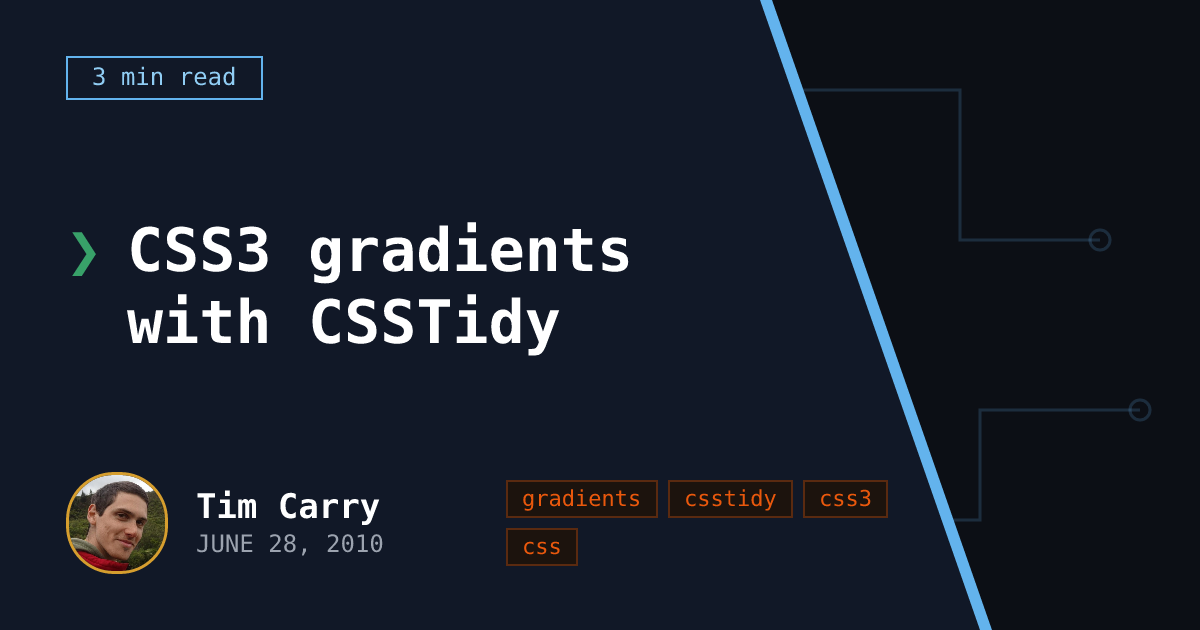 3 min read
❯ CSS3 gradients
with CSSTidy
Tim Carry
JUNE 28, 2010
gradients csstidy css3
css